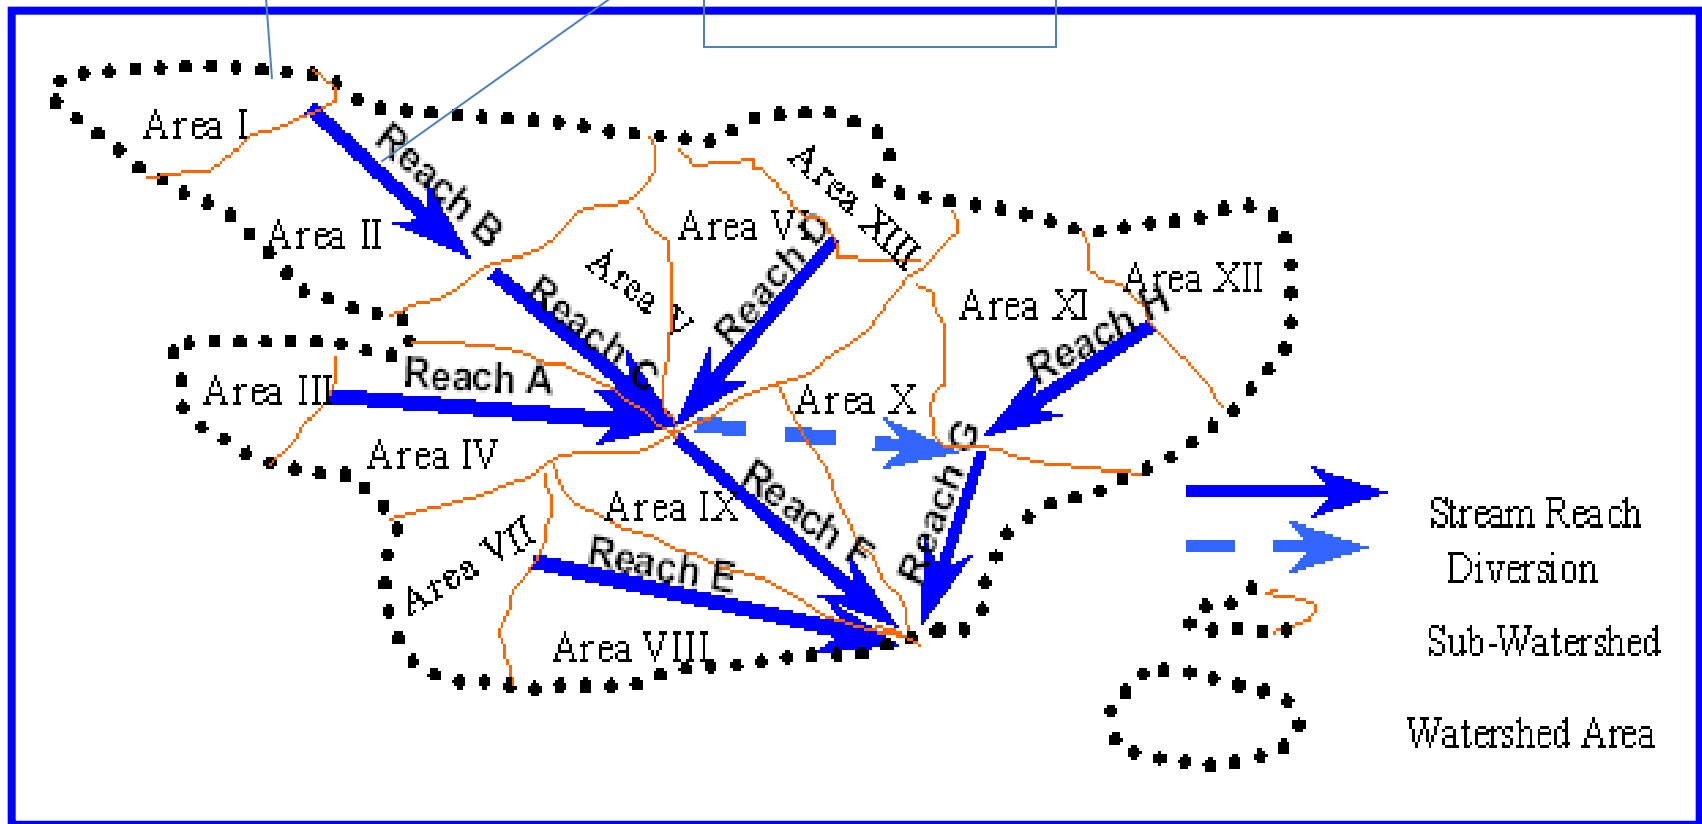 Area I
Reach B
Area II
Area XIII
Area VI
Reach D
Area V
Reach C
Area XII
Area XI
Reach H
Area III
Reach A
Area X
Area IV
Reach G
Area IX
Reach F
Area VII
Reach E
Area VIII
Stream Reach
Diversion
Sub-Watershed
Watershed Area